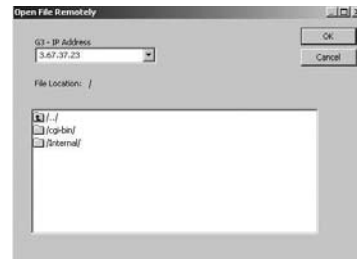 Open File Remotely
G3 - IP Address
OK
3.67.37.23
Cancel
File Location: /
/../
/cgi-bin/
/Internal/